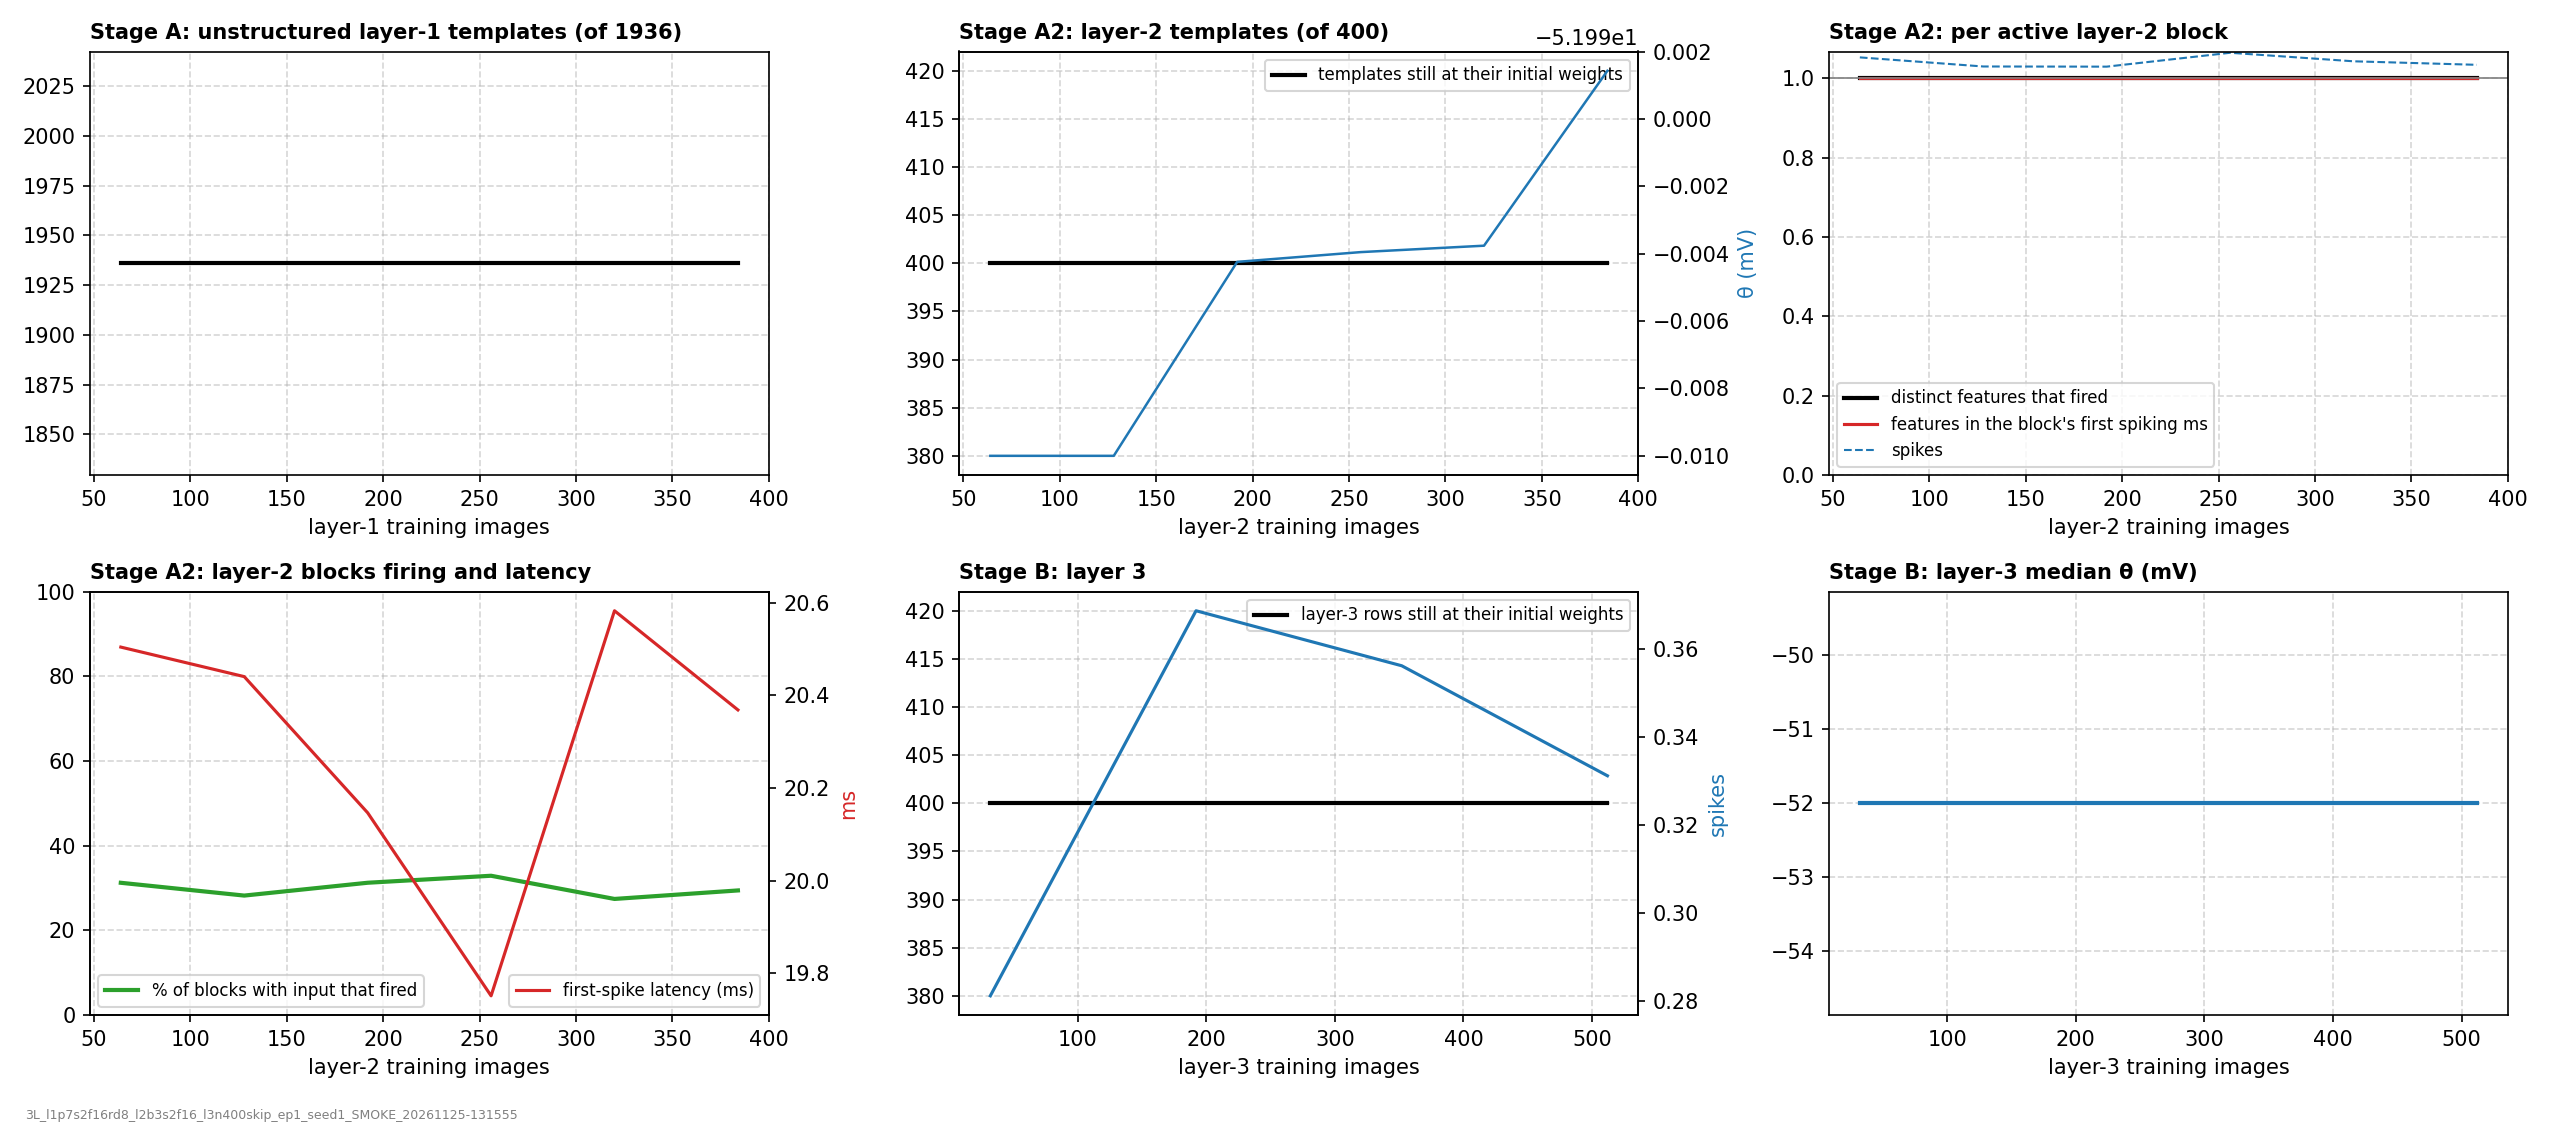 Stage A: unstructured layer-1 templates (of 1936)
2025
2000
1975
1950
1925
1900
1875
1850
50 100 150 200 250 300 350 400
layer-1 training images
Stage A2: layer-2 templates (of 400)
−5.199e1
templates still at their initial weights
420
415
410
405
400
395
390
385
380
0.002
0.000
−0.002
−0.004
−0.006
−0.008
−0.010
θ (mV)
50 100 150 200 250 300 350 400
layer-2 training images
Stage A2: per active layer-2 block
1.0
0.8
0.6
0.4
0.2
0.0
distinct features that fired
features in the block's first spiking ms
spikes
50 100 150 200 250 300 350 400
layer-2 training images
Stage A2: layer-2 blocks firing and latency
100
80
60
40
20
0
20.6
20.4
20.2
20.0
19.8
ms
% of blocks with input that fired
first-spike latency (ms)
50 100 150 200 250 300 350 400
layer-2 training images
Stage B: layer 3
layer-3 rows still at their initial weights
420
415
410
405
400
395
390
385
380
0.36
0.34
0.32
0.30
0.28
spikes
100 200 300 400 500
layer-3 training images
Stage B: layer-3 median θ (mV)
−50
−51
−52
−53
−54
100 200 300 400 500
layer-3 training images
3L_l1p7s2f16rd8_l2b3s2f16_l3n400skip_ep1_seed1_SMOKE_20261125-131555